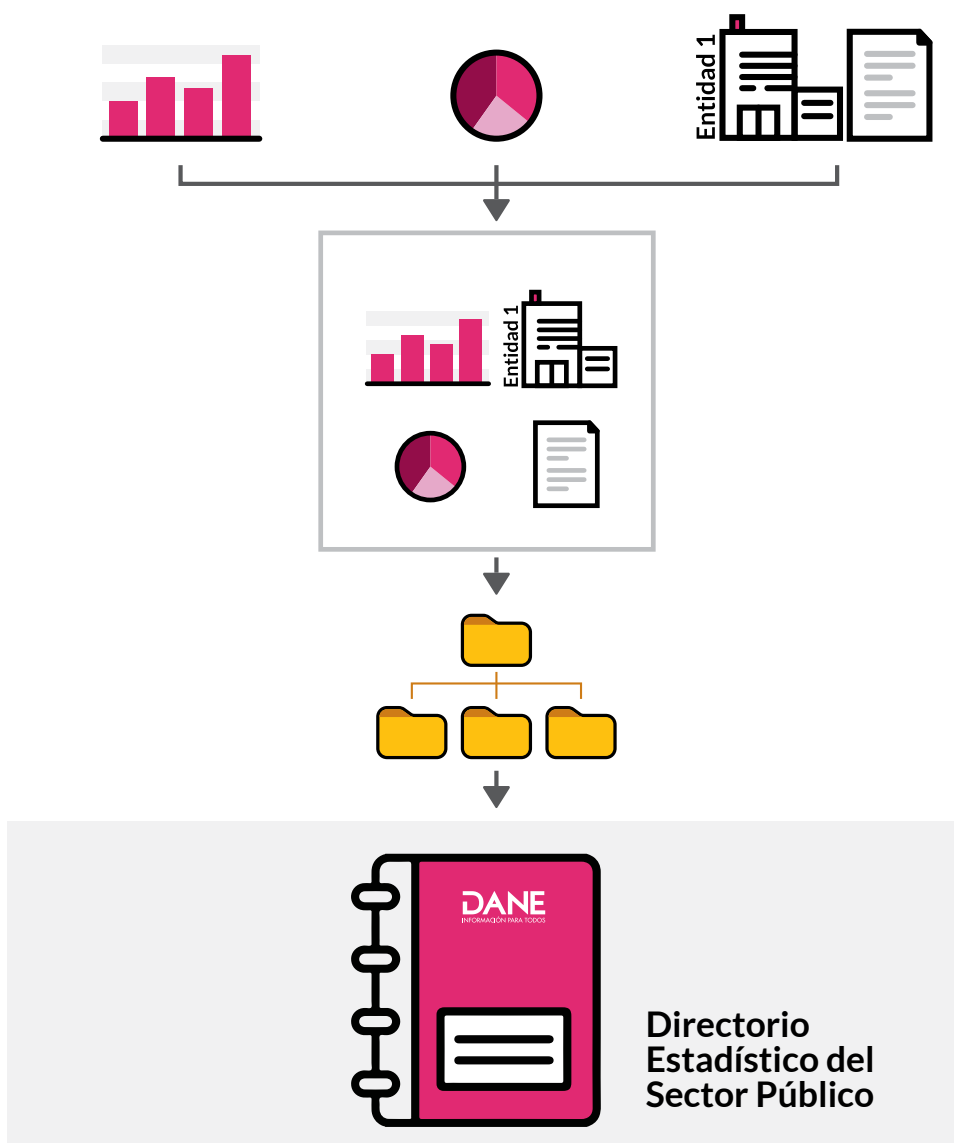 Entidad 1
Entidad 1
DANE
INFORMACIÓN PARA TODOS
Directorio
Estadístico del
Sector Público